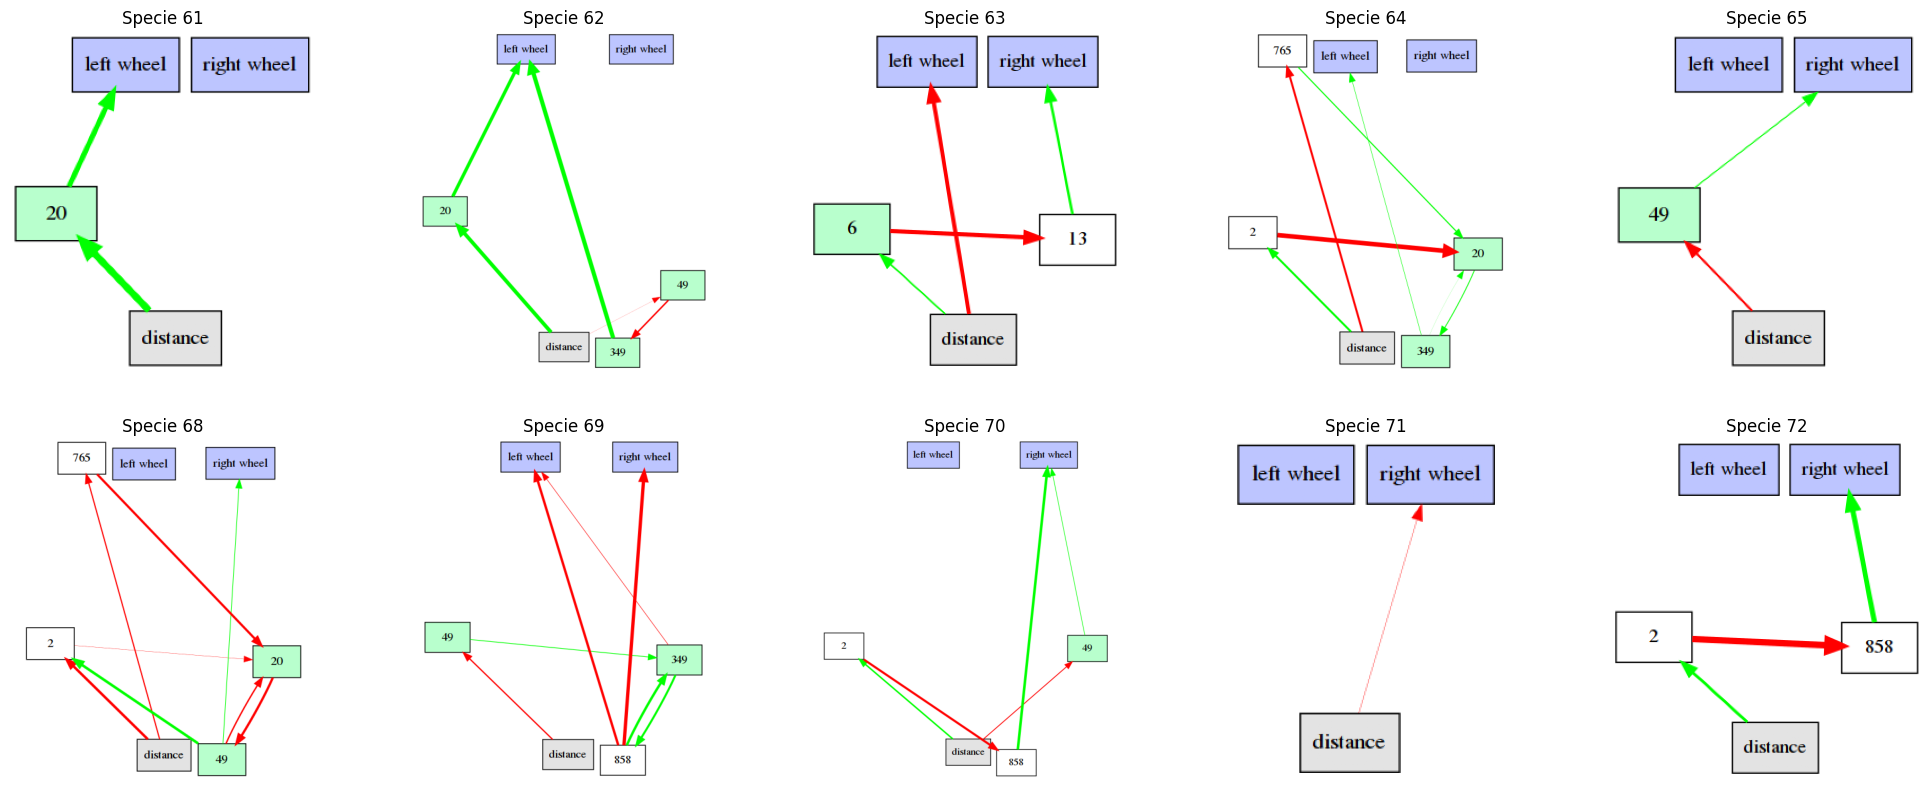 Specie 61
left wheel
right wheel
20
distance
Specie 62
left wheel
right wheel
20
49
distance
349
Specie 63
left wheel
right wheel
6
13
distance
Specie 64
765
left wheel
right wheel
2
20
distance
349
Specie 65
left wheel
right wheel
49
distance
Specie 68
765
left wheel
right wheel
2
20
distance
49
Specie 69
left wheel
right wheel
49
349
distance
858
Specie 70
left wheel
right wheel
2
49
distance
858
Specie 71
left wheel
right wheel
distance
Specie 72
left wheel
right wheel
2
858
distance